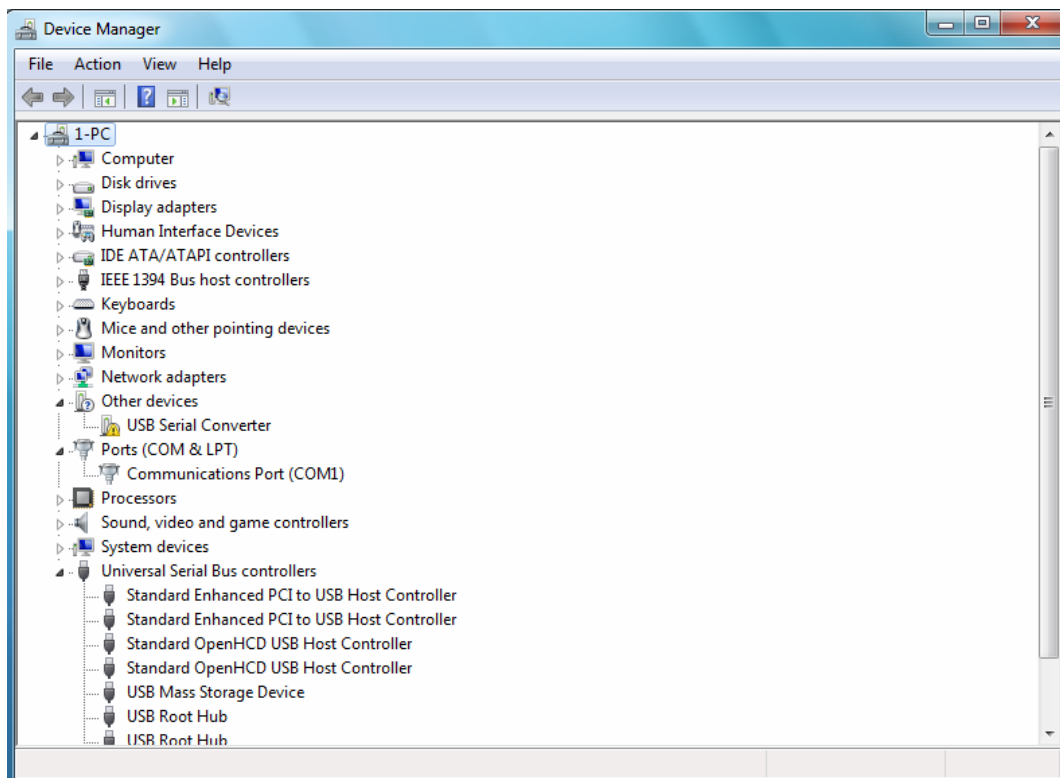 Device Manager
File Action View Help
1-PC
Computer
Disk drives
Display adapters
Human Interface Devices
IDE ATA/ATAPI controllers
IEEE 1394 Bus host controllers
Keyboards
Mice and other pointing devices
Monitors
Network adapters
Other devices
USB Serial Converter
Ports (COM & LPT)
Communications Port (COM1)
Processors
Sound, video and game controllers
System devices
Universal Serial Bus controllers
Standard Enhanced PCI to USB Host Controller
Standard Enhanced PCI to USB Host Controller
Standard OpenHCD USB Host Controller
Standard OpenHCD USB Host Controller
USB Mass Storage Device
USB Root Hub
USB Root Hub